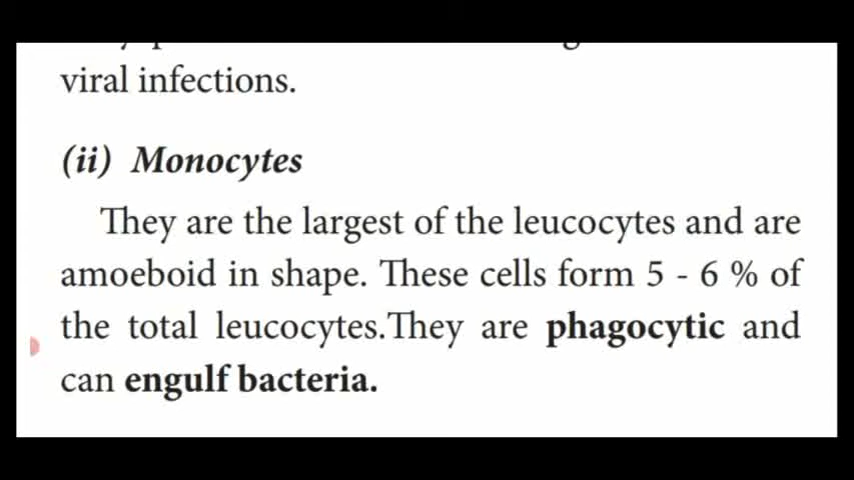 viral infections.
(ii) Monocytes
They are the largest of the leucocytes and are
amoeboid in shape. These cells form 5 - 6 % of
the total leucocytes.They are phagocytic and
can engulf bacteria.